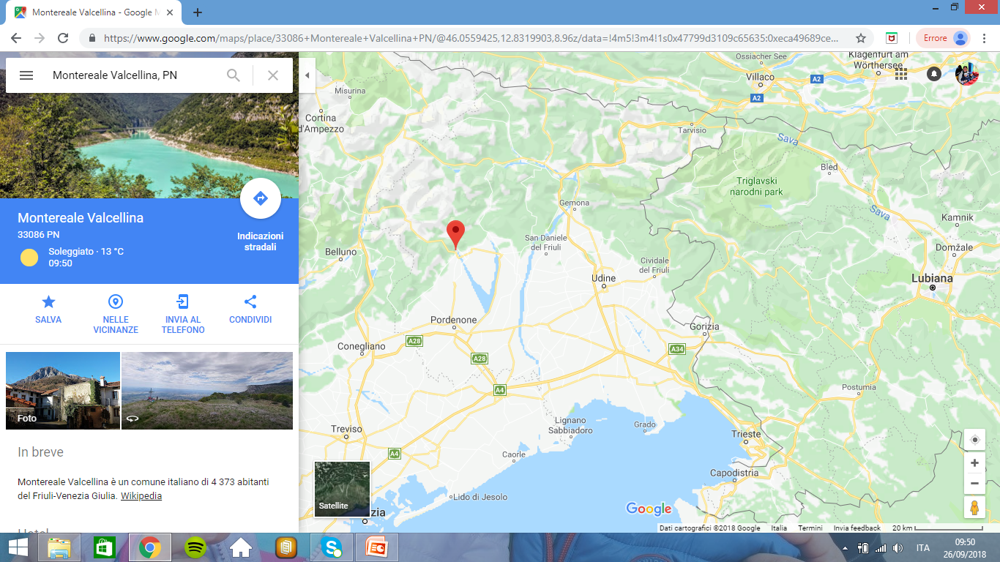 Montereale Valcellina - Google M
https://www.google.com/maps/place/33086+Montereale+Valcellina+PN/@46.0559425,12.8319903,8.96z/data=!4m5!3m4!1s0x47799d3109c65635:0xeca49689ce...
Errore
Montereale Valcellina, PN
Montereale Valcellina
33086 PN
Soleggiato · 13 °C
09:50
Indicazioni
stradali
SALVA
NELLE
VICINANZE
INVIA AL
TELEFONO
CONDIVIDI
Foto
In breve
Montereale Valcellina è un comune italiano di 4 373 abitanti
del Friuli-Venezia Giulia. Wikipedia
Hotel
Ossiacher See
Klagenfurt am
Wörthersee
Villaco
A2
A2
Misurina
Cortina
d'Ampezzo
Tarvisio
Sava
Bled
Triglavski
narodni park
Gemona
Sava
Kamnik
San Daniele
del Friuli
Belluno
Domžale
Cividale
del Friuli
Udine
Lubiana
Pordenone
Gorizia
A28
Conegliano
A34
A28
A4
Postumia
Treviso
Lignano
Sabbiadoro
Grado
Trieste
A4
Caorle
Capodistria
Lido di Jesolo
Satellite
zia
Google
Dati cartografici ©2018 Google
Italia
Termini
Invia feedback
20 km
ITA
09:50
26/09/2018